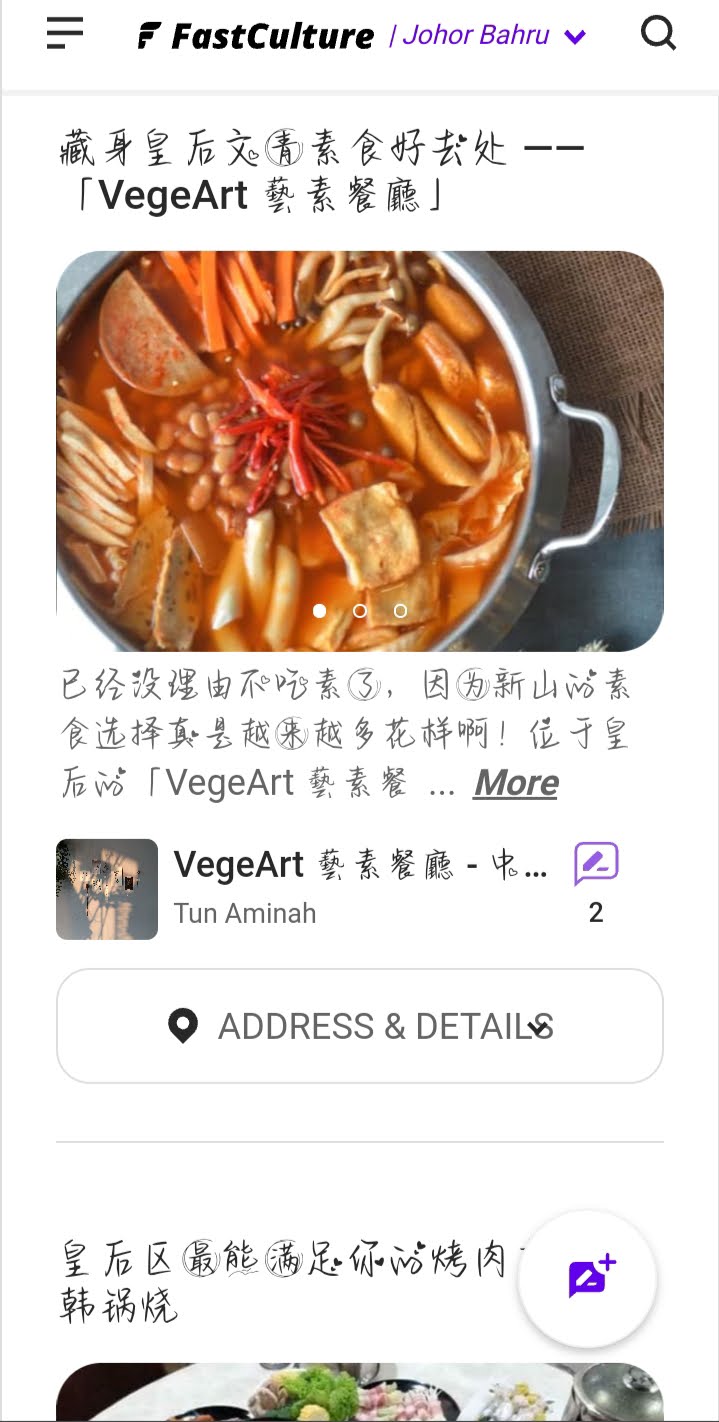 FastCulture | Johor Bahru
藏身皇后文青素食好去处 ——
「VegeArt 藝素餐廳」
已经没理由不吃素了，因为新山的素
食选择真是越来越多花样啊！位于皇
后的「VegeArt 藝素餐 ... More
VegeArt 藝素餐廳 - 中...
Tun Aminah
2
ADDRESS & DETAILS
皇后区最能满足你的烤肉
韩锅烧